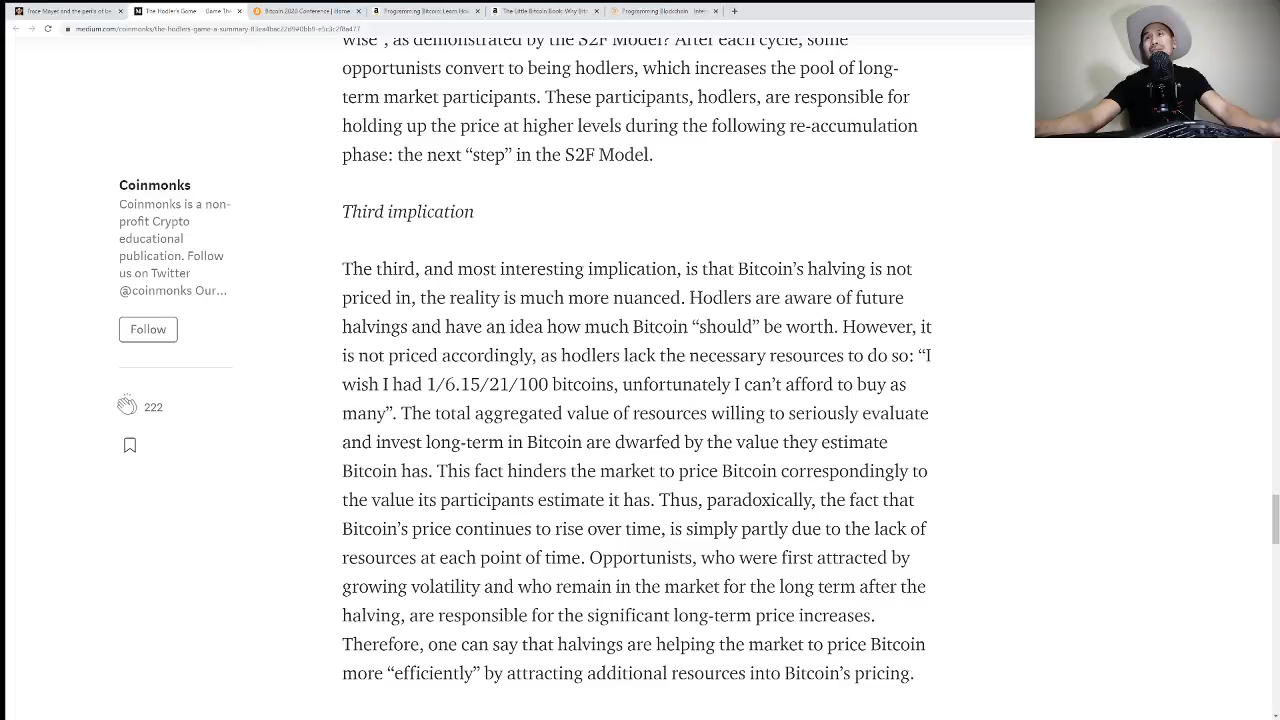 Trace Mayer and the perils of be
The Hodler's Game — Game The
Bitcoin 2020 Conference | Home
Programming Bitcoin: Learn How
The Little Bitcoin Book: Why Bitc
Programming Blockchain - Inter
medium.com/coinmonks/the-hodlers-game-a-summary-
wise", as demonstrated by the S2F Model? After each cycle, some
opportunists convert to being hodlers, which increases the pool of long-
term market participants. These participants, hodlers, are responsible for
holding up the price at higher levels during the following re-accumulation
phase: the next “step” in the S2F Model.
Coinmonks
Coinmonks is a non-
profit Crypto
educational
publication. Follow
us on Twitter
@coinmonks Our...
Follow
222
Third implication
The third, and most interesting implication, is that Bitcoin’s halving is not
priced in, the reality is much more nuanced. Hodlers are aware of future
halvings and have an idea how much Bitcoin “should” be worth. However, it
is not priced accordingly, as hodlers lack the necessary resources to do so: “I
wish I had 1/6.15/21/100 bitcoins, unfortunately I can’t afford to buy as
many”. The total aggregated value of resources willing to seriously evaluate
and invest long-term in Bitcoin are dwarfed by the value they estimate
Bitcoin has. This fact hinders the market to price Bitcoin correspondingly to
the value its participants estimate it has. Thus, paradoxically, the fact that
Bitcoin’s price continues to rise over time, is simply partly due to the lack of
resources at each point of time. Opportunists, who were first attracted by
growing volatility and who remain in the market for the long term after the
halving, are responsible for the significant long-term price increases.
Therefore, one can say that halvings are helping the market to price Bitcoin
more “efficiently” by attracting additional resources into Bitcoin’s pricing.